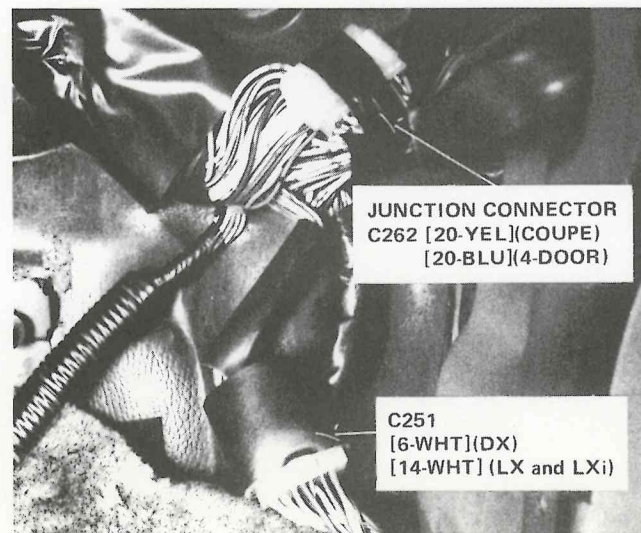 JUNCTION CONNECTOR
C262 [20-YEL](COUPE)
[20-BLU](4-DOOR)
C251
[6-WHT](DX)
[14-WHT] (LX and LXi)